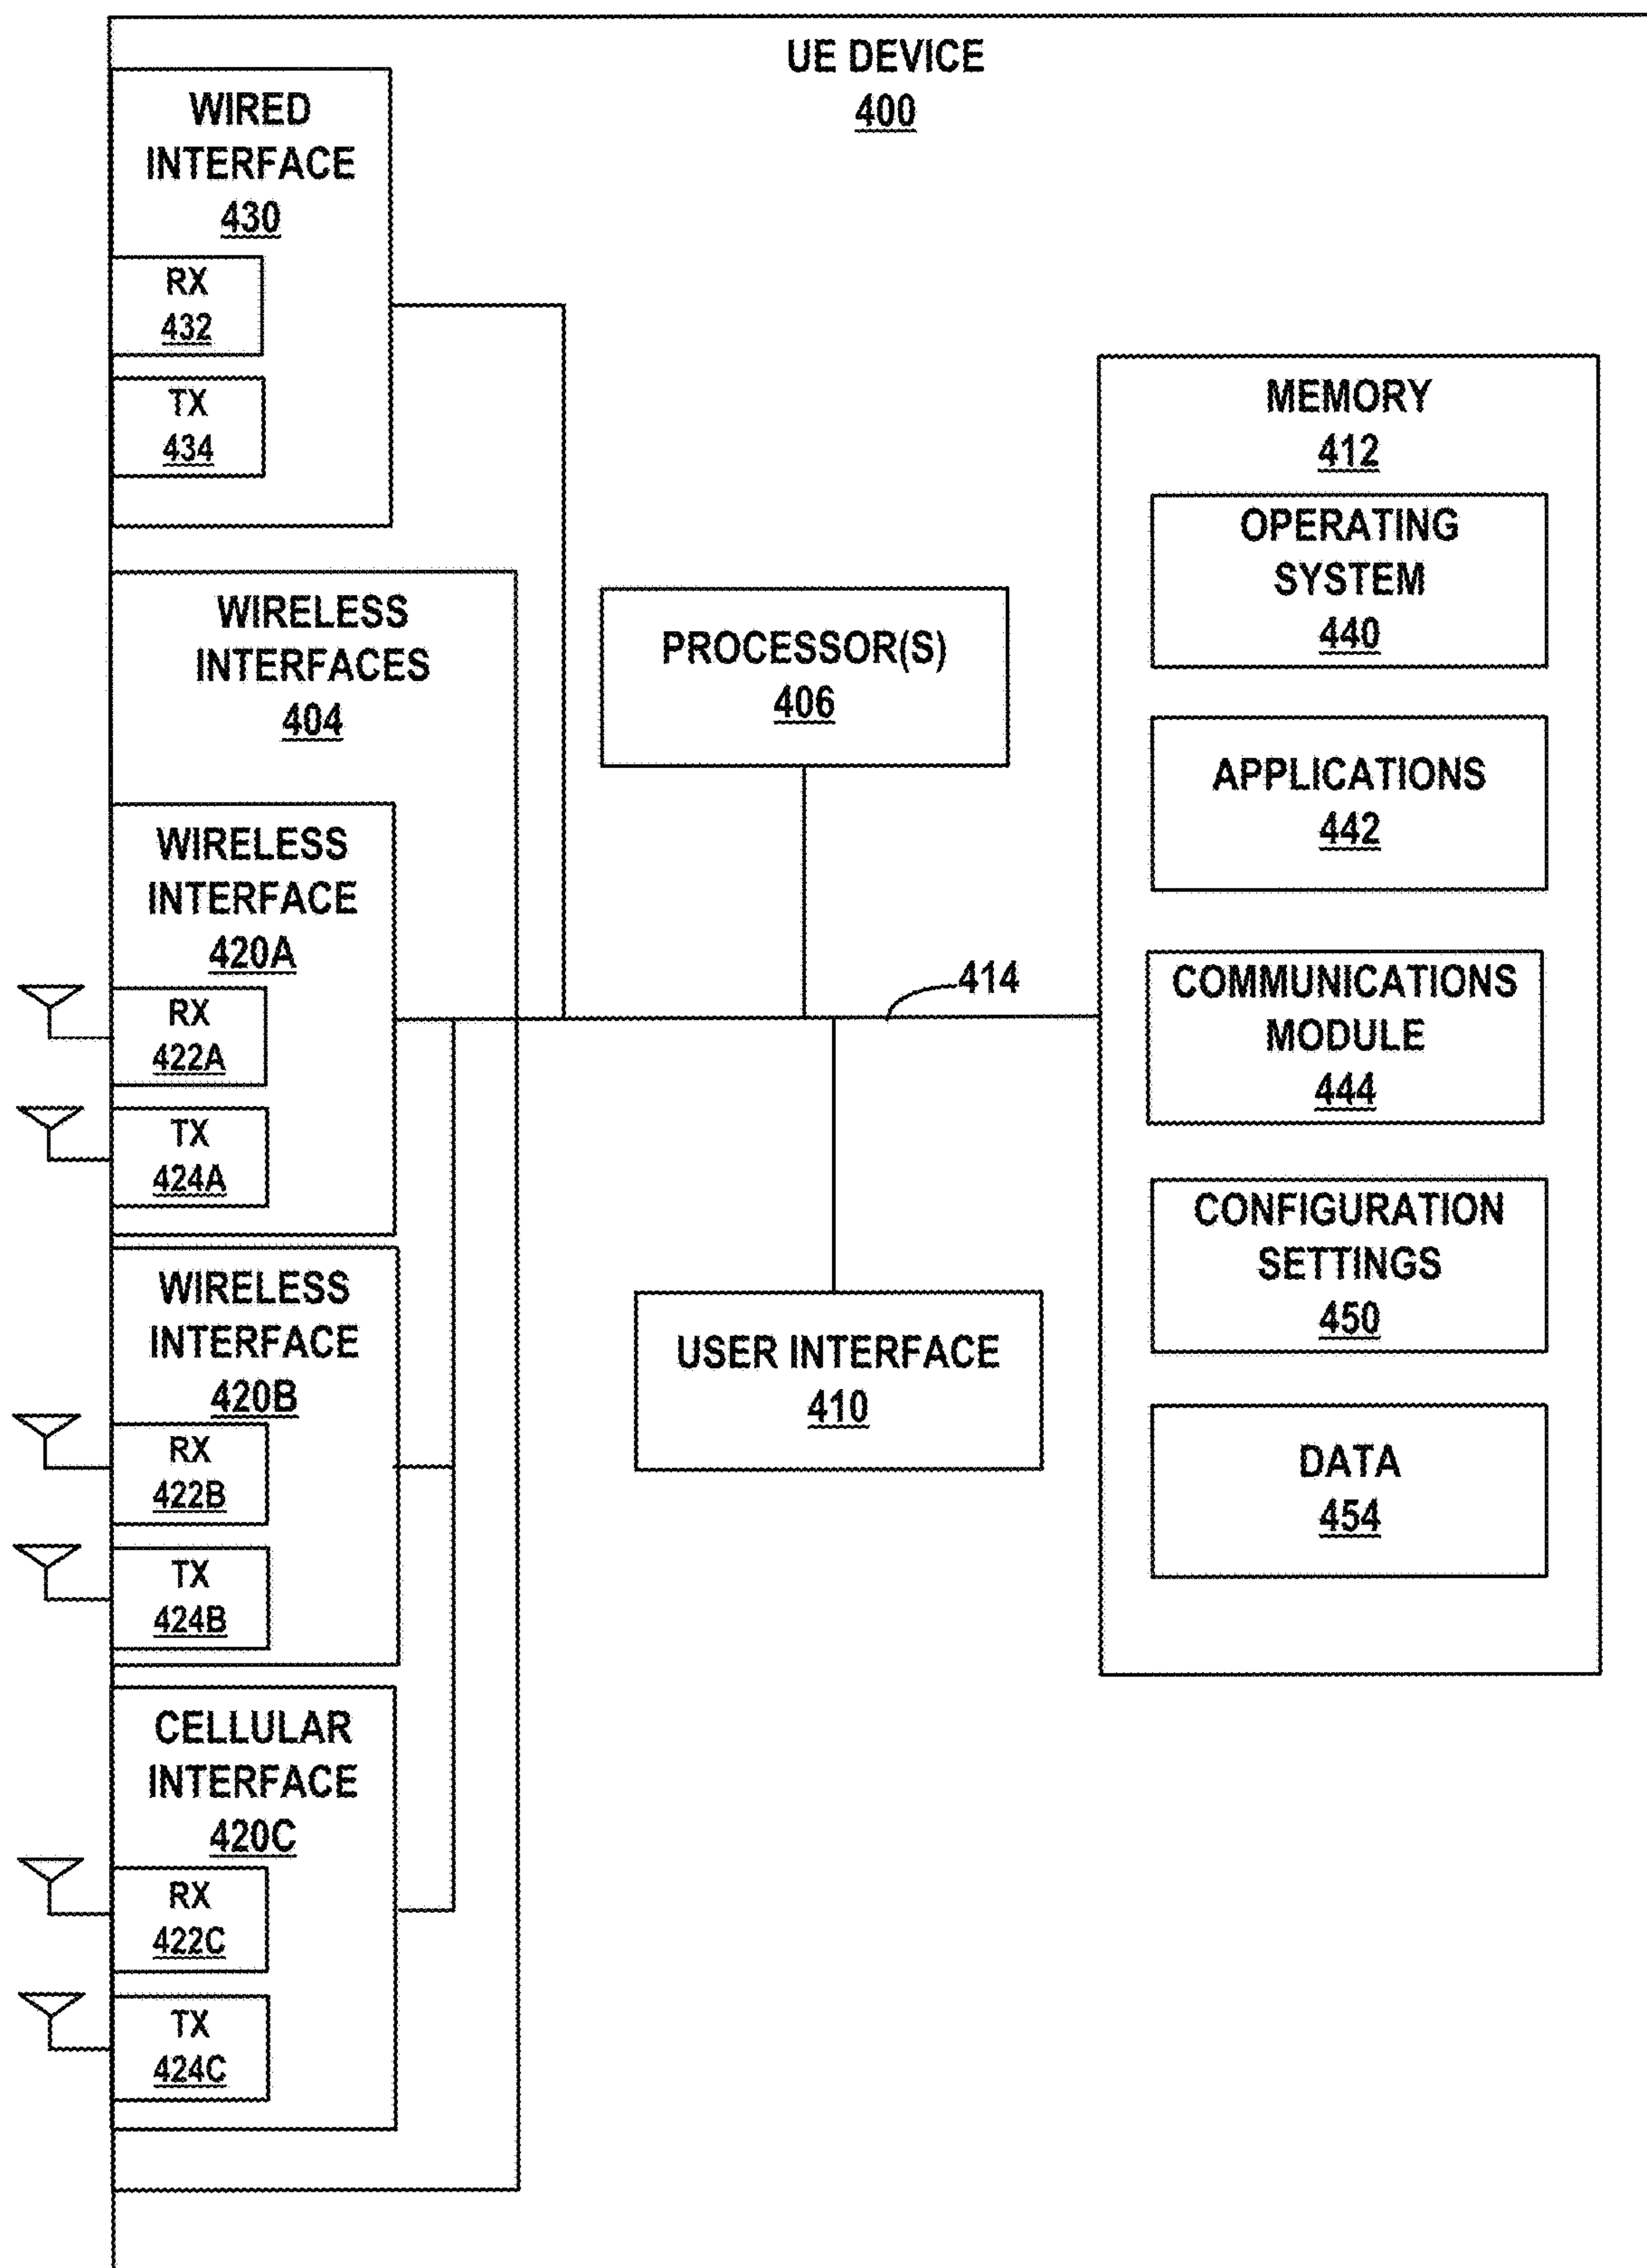 UE DEVICE
400
WIRED
INTERFACE
430
RX
432
TX
434
WIRELESS
INTERFACES
404
WIRELESS
INTERFACE
420A
RX
422A
TX
424A
WIRELESS
INTERFACE
420B
RX
422B
TX
424B
CELLULAR
INTERFACE
420C
RX
422C
TX
424C
PROCESSOR(S)
406
414
USER INTERFACE
410
MEMORY
412
OPERATING
SYSTEM
440
APPLICATIONS
442
COMMUNICATIONS
MODULE
444
CONFIGURATION
SETTINGS
450
DATA
454